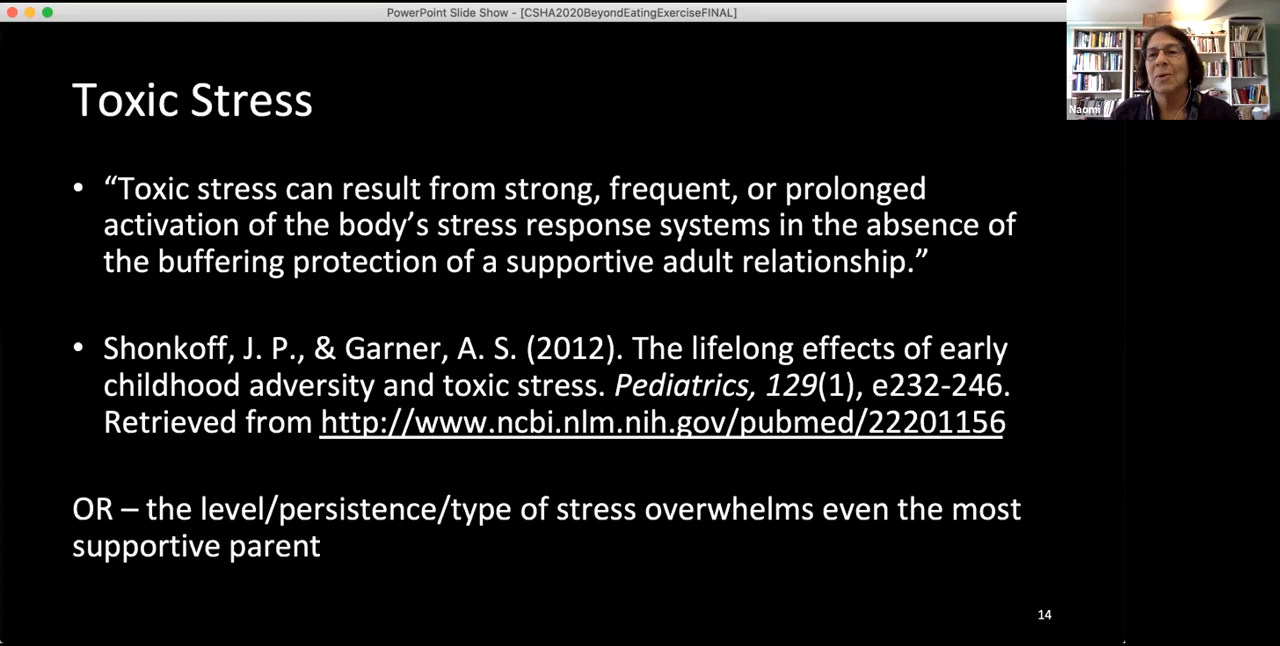 PowerPoint Slide Show - [CSHA2020BeyondEatingExerciseFINAL]
Naomi
Toxic Stress
• “Toxic stress can result from strong, frequent, or prolonged
activation of the body’s stress response systems in the absence of
the buffering protection of a supportive adult relationship.”
• Shonkoff, J. P., & Garner, A. S. (2012). The lifelong effects of early
childhood adversity and toxic stress. Pediatrics, 129(1), e232-246.
Retrieved from http://www.ncbi.nlm.nih.gov/pubmed/22201156
OR – the level/persistence/type of stress overwhelms even the most
supportive parent
14